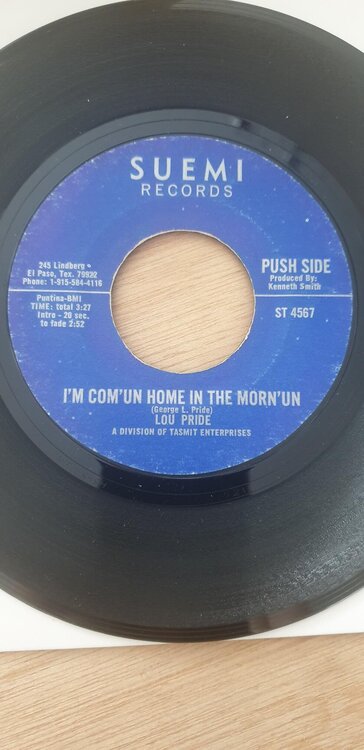 SUEMI
RECORDS
245 Lindberg •
El Paso, Tex. 79922
Phone: 1-915-584-4116
Puntina-BMI
TIME: total 3:27
Intro - 20 sec.
to fade 2:52
PUSH SIDE
Produced By:
Kenneth Smith
ST 4567
I'M COM'UN HOME IN THE MORN'UN
(George L. Pride)
LOU PRIDE
A DIVISION OF TASMIT ENTERPRISES